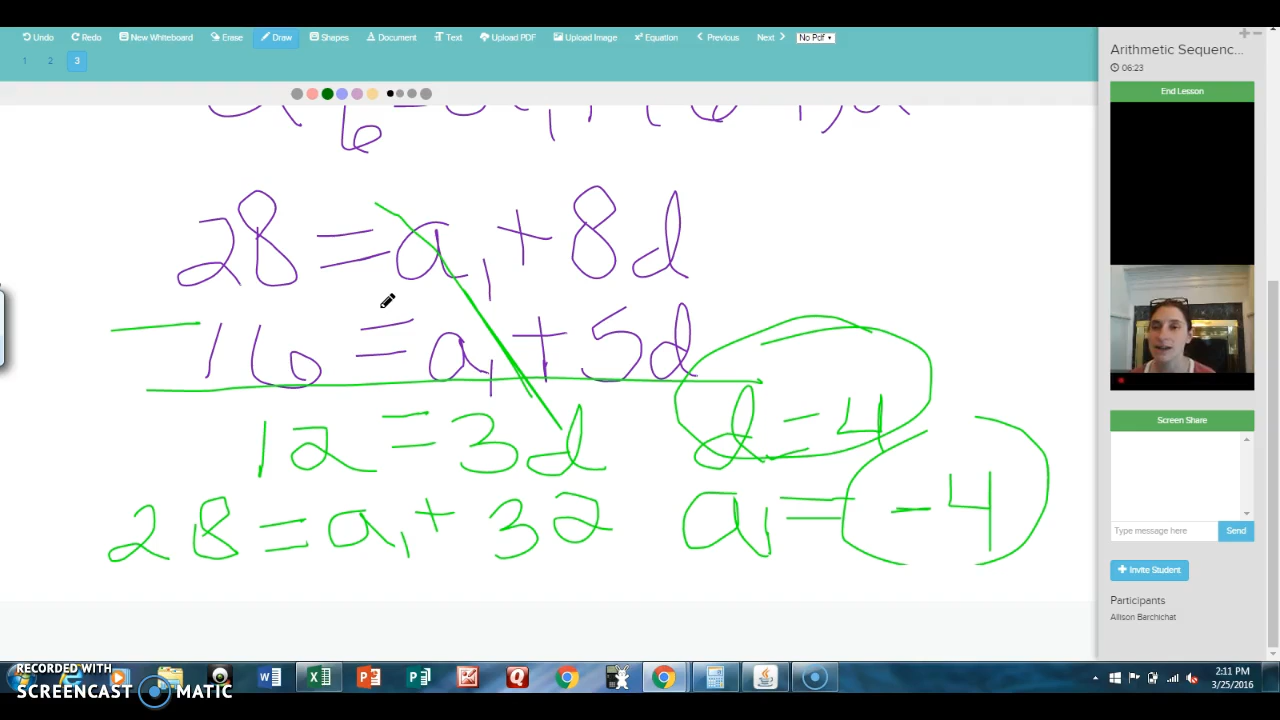 Undo Redo New Whiteboard Erase Draw Shapes Document Text Upload PDF Upload Image x² Equation Previous Next No Pdf
1 2 3
Arithmetic Sequenc...
06:23
End Lesson
28 = a₁ + 8d
- 16 = a₁ + 5d
12 = 3d d = 4
28 = a₁ + 32 a₁ = -4
Screen Share
Type message here Send
Invite Student
Participants
Allison Barchichat
RECORDED WITH
SCREENCAST MATIC
2:11 PM
3/25/2016